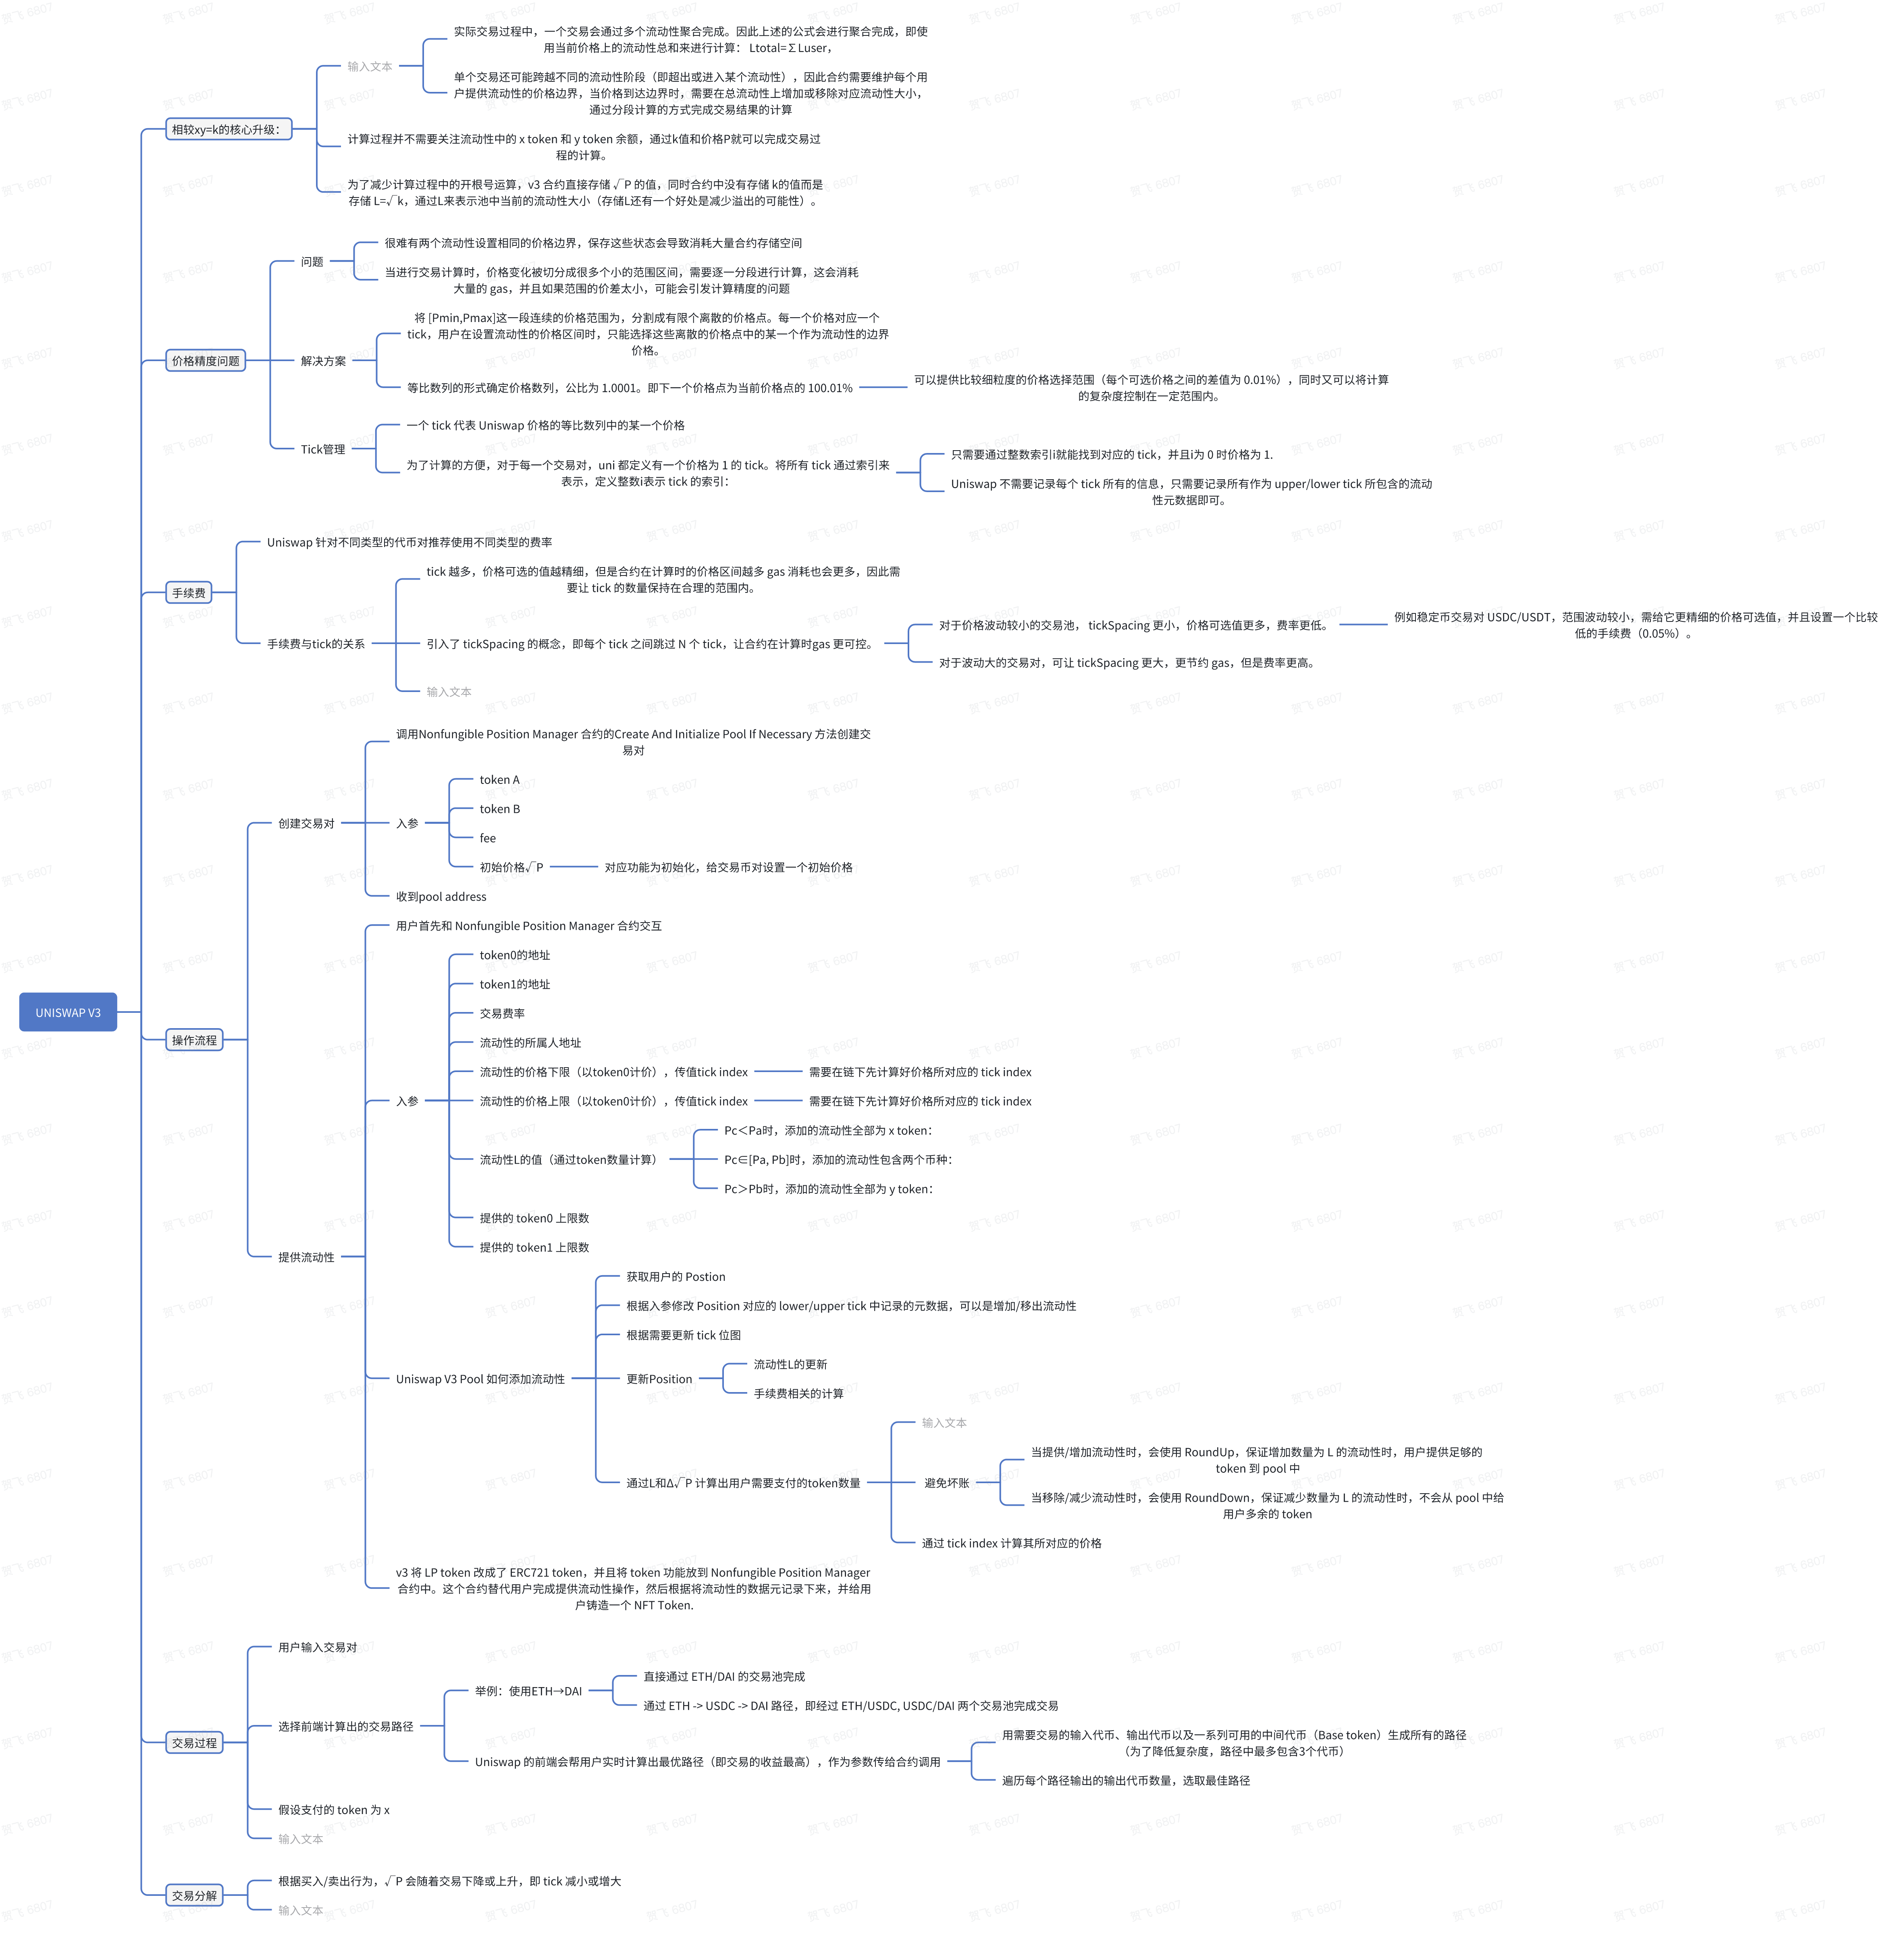 实际交易过程中，一个交易会通过多个流动性聚合完成。因此上述的公式会进行聚合完成，即使
用当前价格上的流动性总和来进行计算： Ltotal=ΣLuser，
输入文本
单个交易还可能跨越不同的流动性阶段（即超出或进入某个流动性），因此合约需要维护每个用
户提供流动性的价格边界，当价格到达边界时，需要在总流动性上增加或移除对应流动性大小，
通过分段计算的方式完成交易结果的计算
相较xy=k的核心升级：
计算过程并不需要关注流动性中的 x token 和 y token 余额，通过k值和价格P就可以完成交易过
程的计算。
为了减少计算过程中的开根号运算，v3 合约直接存储 √P 的值，同时合约中没有存储 k的值而是
存储 L=√k，通过L来表示池中当前的流动性大小（存储L还有一个好处是减少溢出的可能性）。
很难有两个流动性设置相同的价格边界，保存这些状态会导致消耗大量合约存储空间
问题
当进行交易计算时，价格变化被切分成很多个小的范围区间，需要逐一分段进行计算，这会消耗
大量的 gas，并且如果范围的价差太小，可能会引发计算精度的问题
将 [Pmin,Pmax]这一段连续的价格范围为，分割成有限个离散的价格点。每一个价格对应一个
tick，用户在设置流动性的价格区间时，只能选择这些离散的价格点中的某一个作为流动性的边界
价格。
价格精度问题
解决方案
等比数列的形式确定价格数列，公比为 1.0001。即下一个价格点为当前价格点的 100.01%
可以提供比较细粒度的价格选择范围（每个可选价格之间的差值为 0.01%），同时又可以将计算
的复杂度控制在一定范围内。
一个 tick 代表 Uniswap 价格的等比数列中的某一个价格
Tick管理
为了计算的方便，对于每一个交易对，uni 都定义有一个价格为 1 的 tick。将所有 tick 通过索引来
表示，定义整数i表示 tick 的索引：
只需要通过整数索引i就能找到对应的 tick，并且i为 0 时价格为 1.
Uniswap 不需要记录每个 tick 所有的信息，只需要记录所有作为 upper/lower tick 所包含的流动
性元数据即可。
Uniswap 针对不同类型的代币对推荐使用不同类型的费率
手续费
tick 越多，价格可选的值越精细，但是合约在计算时的价格区间越多 gas 消耗也会更多，因此需
要让 tick 的数量保持在合理的范围内。
手续费与tick的关系
引入了 tickSpacing 的概念，即每个 tick 之间跳过 N 个 tick，让合约在计算时gas 更可控。
对于价格波动较小的交易池， tickSpacing 更小，价格可选值更多，费率更低。
例如稳定币交易对 USDC/USDT，范围波动较小，需给它更精细的价格可选值，并且设置一个比较
低的手续费（0.05%）。
对于波动大的交易对，可让 tickSpacing 更大，更节约 gas，但是费率更高。
输入文本
调用Nonfungible Position Manager 合约的Create And Initialize Pool If Necessary 方法创建交
易对
创建交易对
入参
token A
token B
fee
初始价格√P
对应功能为初始化，给交易币对设置一个初始价格
收到pool address
UNISWAP V3
操作流程
提供流动性
用户首先和 Nonfungible Position Manager 合约交互
入参
token0的地址
token1的地址
交易费率
流动性的所属人地址
流动性的价格下限（以token0计价），传值tick index
需要在链下先计算好价格所对应的 tick index
流动性的价格上限（以token0计价），传值tick index
需要在链下先计算好价格所对应的 tick index
流动性L的值（通过token数量计算）
Pc＜Pa时，添加的流动性全部为 x token：
Pc∈[Pa, Pb]时，添加的流动性包含两个币种：
Pc＞Pb时，添加的流动性全部为 y token：
提供的 token0 上限数
提供的 token1 上限数
Uniswap V3 Pool 如何添加流动性
获取用户的 Postion
根据入参修改 Position 对应的 lower/upper tick 中记录的元数据，可以是增加/移出流动性
根据需要更新 tick 位图
更新Position
流动性L的更新
手续费相关的计算
通过L和Δ√P 计算出用户需要支付的token数量
输入文本
避免坏账
当提供/增加流动性时，会使用 RoundUp，保证增加数量为 L 的流动性时，用户提供足够的
token 到 pool 中
当移除/减少流动性时，会使用 RoundDown，保证减少数量为 L 的流动性时，不会从 pool 中给
用户多余的 token
通过 tick index 计算其所对应的价格
v3 将 LP token 改成了 ERC721 token，并且将 token 功能放到 Nonfungible Position Manager
合约中。这个合约替代用户完成提供流动性操作，然后根据将流动性的数据元记录下来，并给用
户铸造一个 NFT Token.
交易过程
用户输入交易对
选择前端计算出的交易路径
举例：使用ETH→DAI
直接通过 ETH/DAI 的交易池完成
通过 ETH -> USDC -> DAI 路径，即经过 ETH/USDC, USDC/DAI 两个交易池完成交易
Uniswap 的前端会帮用户实时计算出最优路径（即交易的收益最高），作为参数传给合约调用
用需要交易的输入代币、输出代币以及一系列可用的中间代币（Base token）生成所有的路径
（为了降低复杂度，路径中最多包含3个代币）
遍历每个路径输出的输出代币数量，选取最佳路径
假设支付的 token 为 x
输入文本
交易分解
根据买入/卖出行为，√P 会随着交易下降或上升，即 tick 减小或增大
输入文本
贺飞 6807